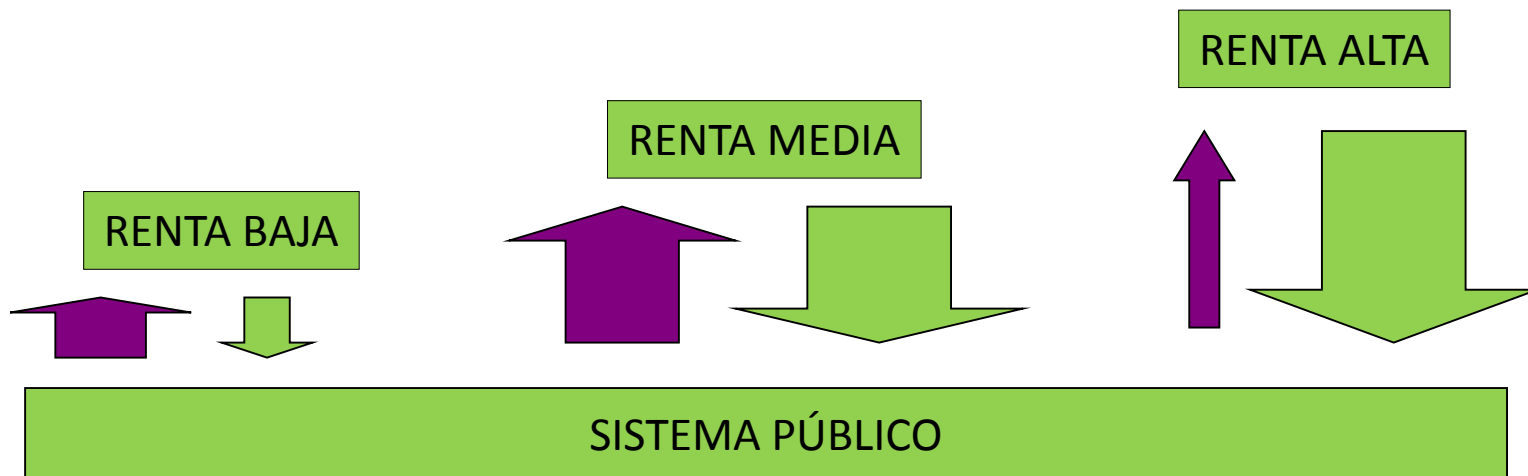 RENTA ALTA
RENTA MEDIA
RENTA BAJA
SISTEMA PÚBLICO